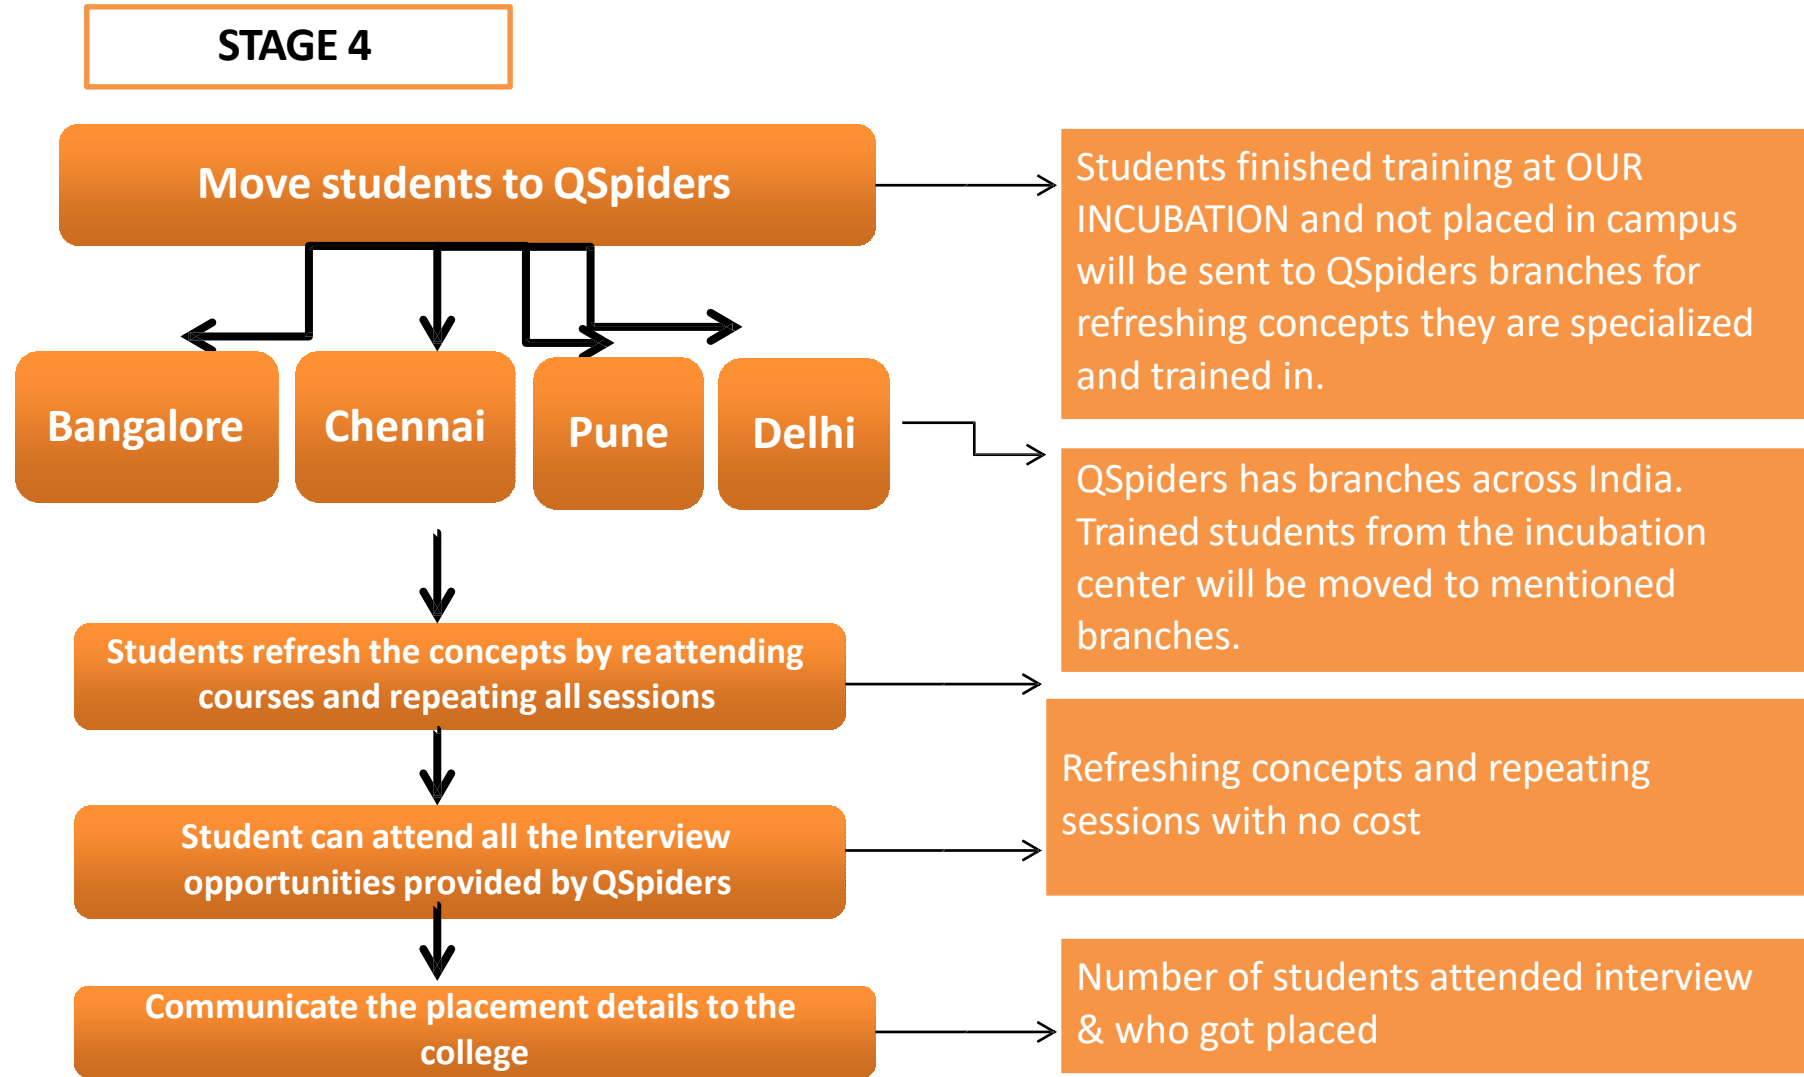 STAGE 4
Move students to QSpiders
Students finished training at OUR
INCUBATION and not placed in campus
will be sent to QSpiders branches for
refreshing concepts they are specialized
and trained in.
Bangalore
Chennai
Pune
Delhi
QSpiders has branches across India.
Trained students from the incubation
center will be moved to mentioned
branches.
Students refresh the concepts by reattending
courses and repeating all sessions
Refreshing concepts and repeating
sessions with no cost
Student can attend all the Interview
opportunities provided by QSpiders
Communicate the placement details to the
college
Number of students attended interview
& who got placed